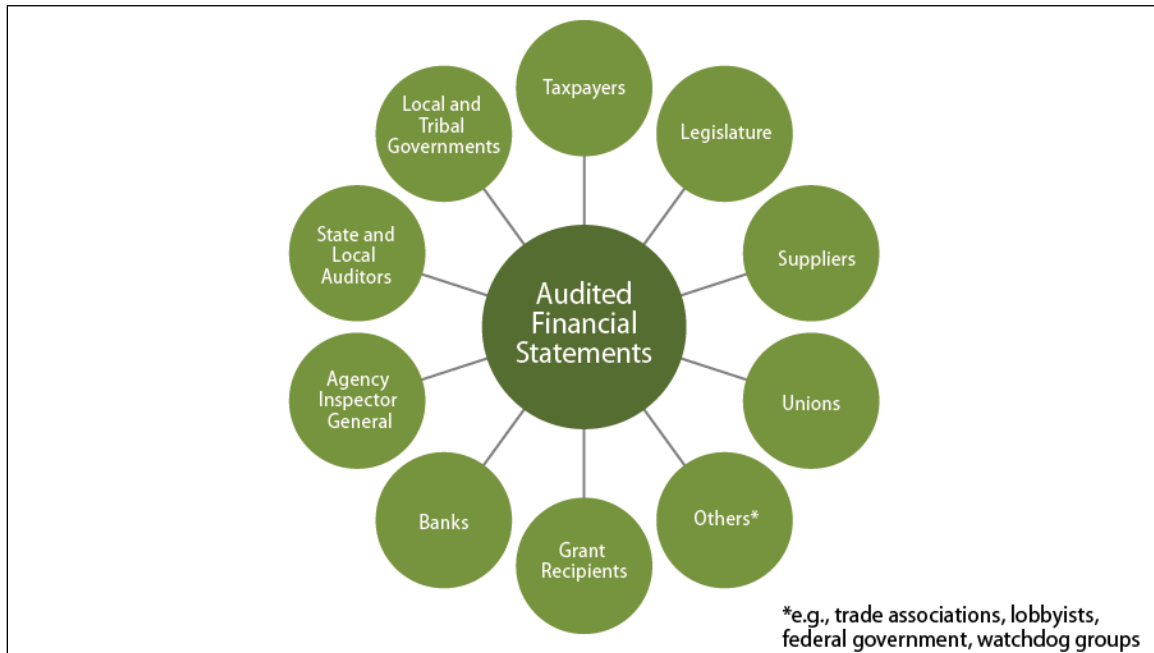 Taxpayers
Legislature
Suppliers
Unions
Others*
Grant
Recipients
Banks
Agency
Inspector
General
State and
Local
Auditors
Local and
Tribal
Governments
Audited
Financial
Statements
*e.g., trade associations, lobbyists,
federal government, watchdog groups